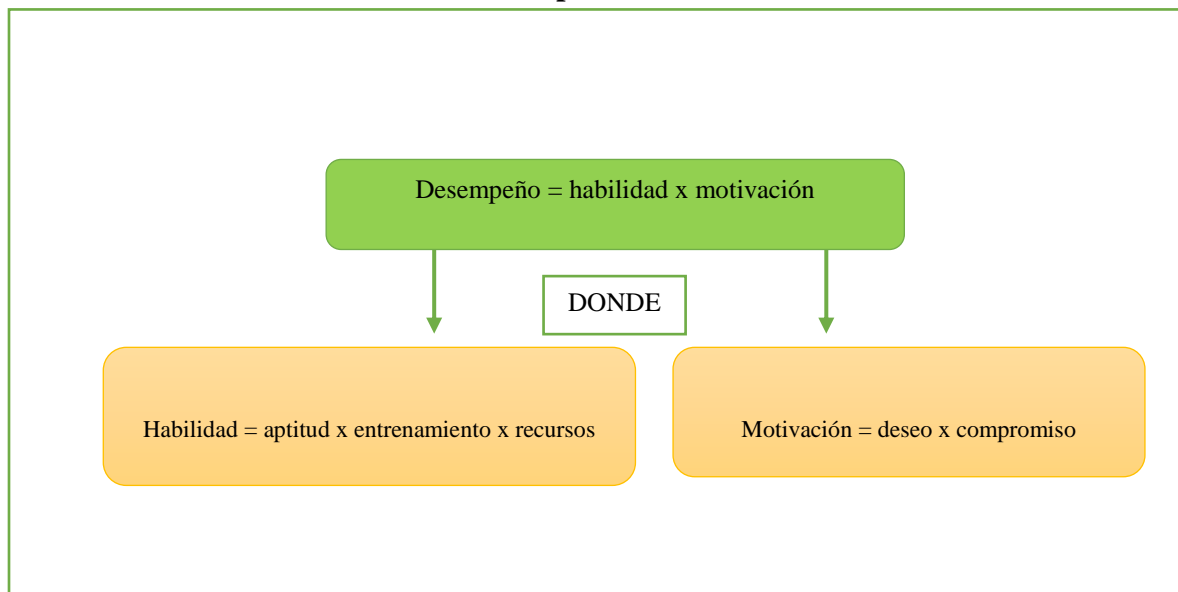 Desempeño = habilidad x motivación
DONDE
Habilidad = aptitud x entrenamiento x recursos
Motivación = deseo x compromiso